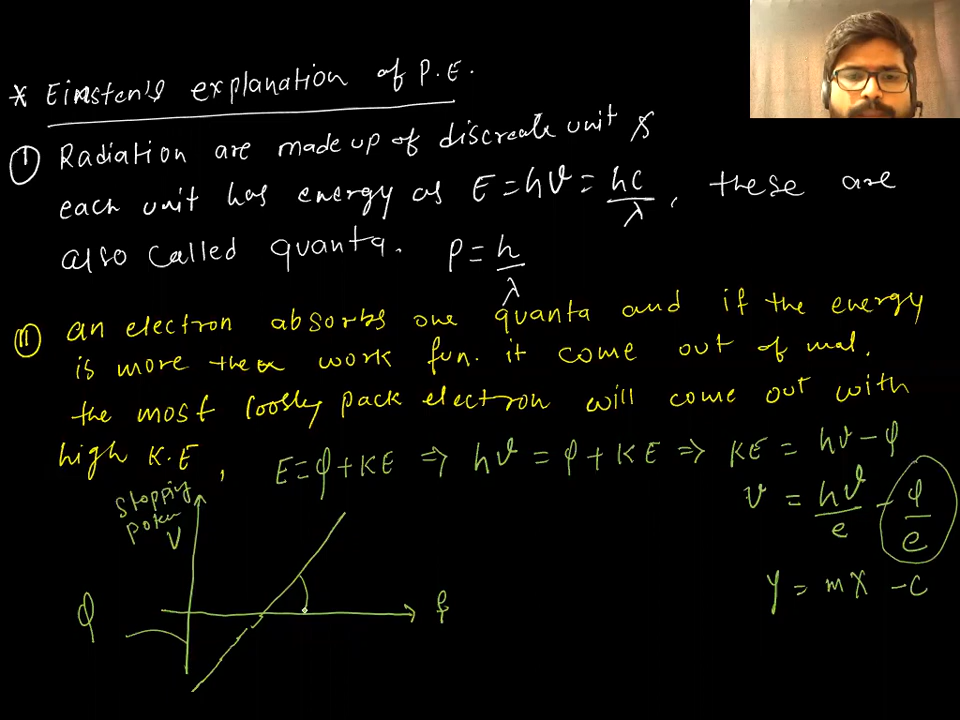 * Einsten's explanation of P.E.
I Radiation are made up of discreate unit &
each unit has energy as E = hν = hc/λ, these are
also called quanta. P = h/λ
II an electron absorbs one quanta and if the energy
is more then work fun. it come out of mat.
the most loosly pack electron will come out with
high K.E, E = φ + KE ⇒ hν = φ + KE ⇒ KE = hν - φ
V = hν/e - φ/e
y = mx - c
Stopping
poten
V
f
φ